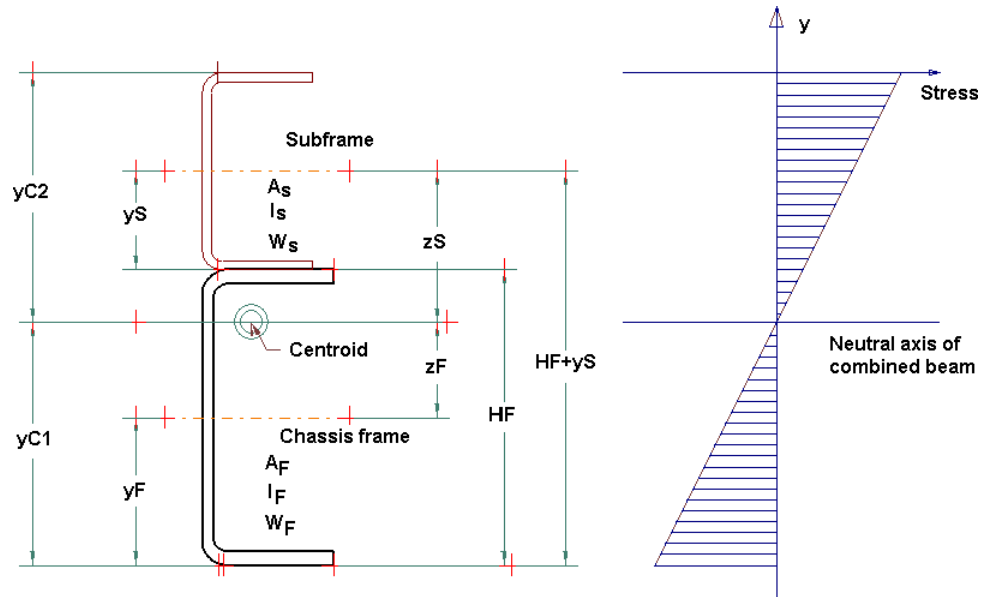 y
Stress
Subframe
yC2
yS
As
Is
Ws
zS
Centroid
Neutral axis of
combined beam
zF
HF+yS
HF
yC1
Chassis frame
yF
AF
IF
WF